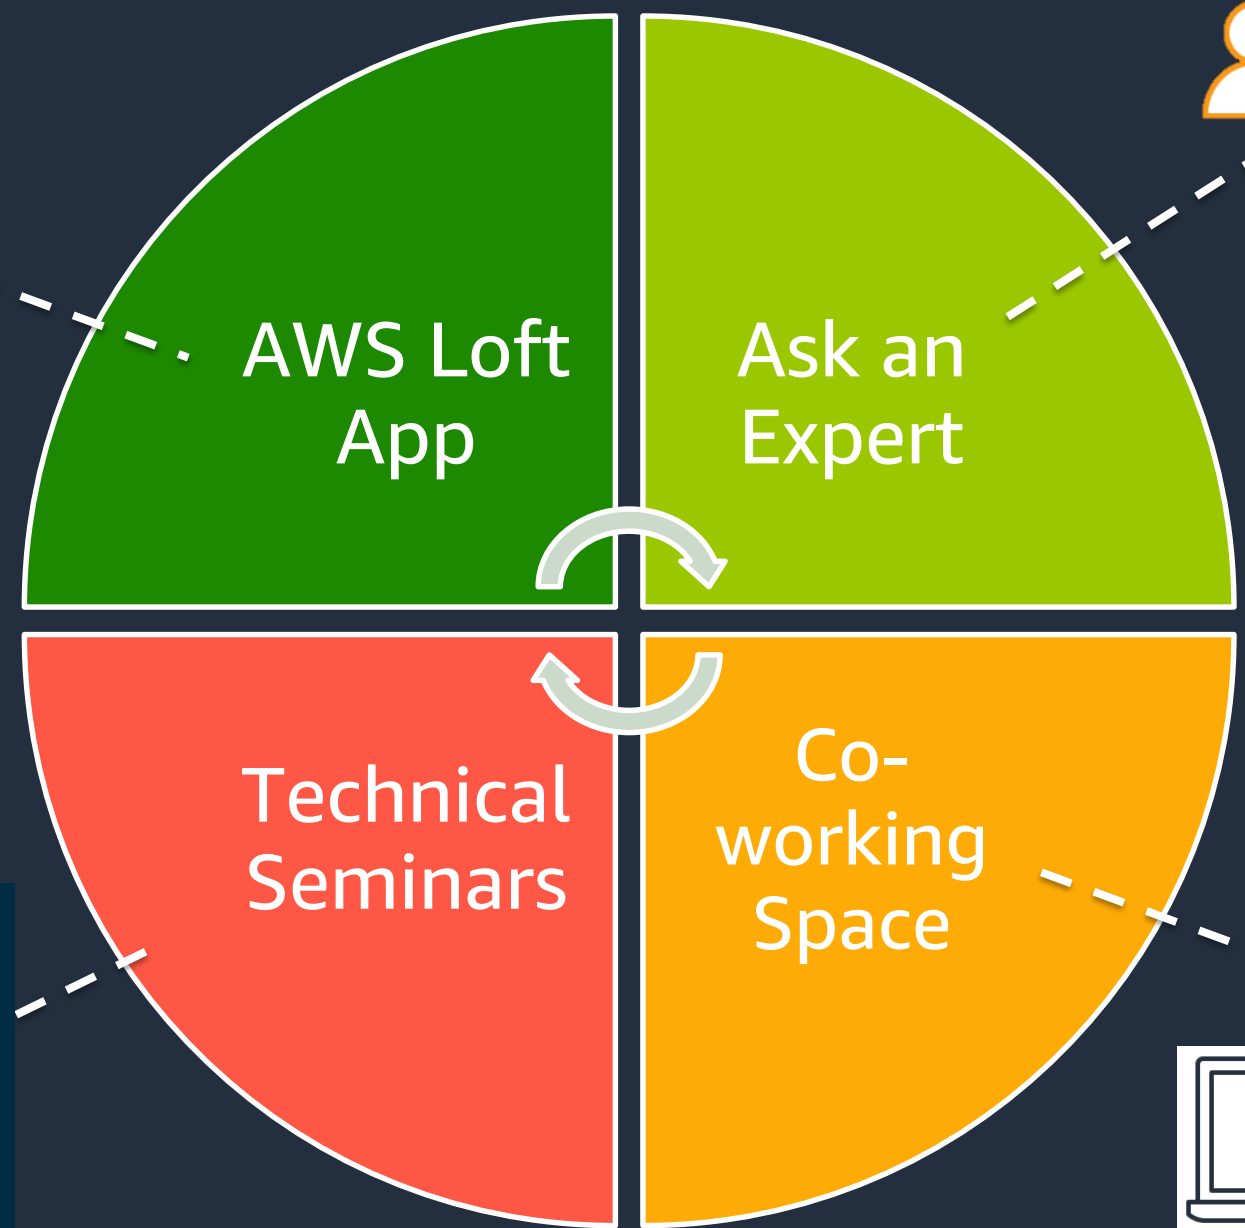 AWS Loft
App
Ask an
Expert
Technical
Seminars
Co-
working
Space